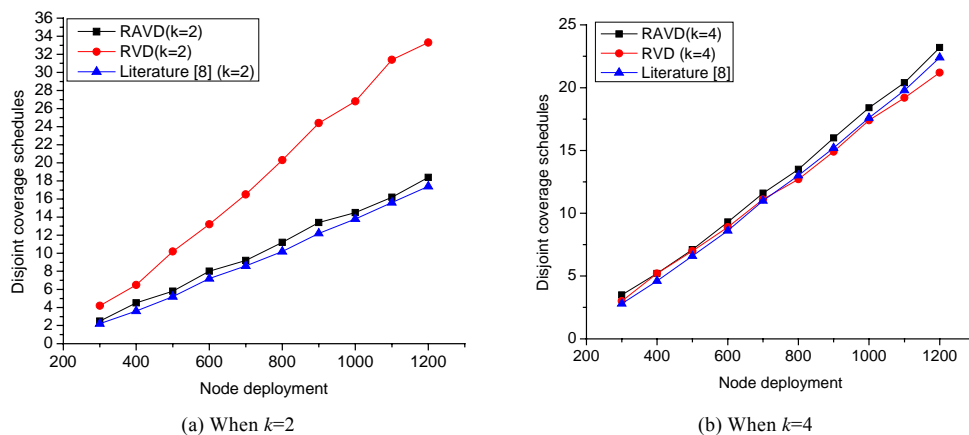 36
34
32
30
28
26
24
22
20
18
16
14
12
10
8
6
4
2
0
Disjoint coverage schedules
RAVD(k=2)
RVD(k=2)
Literature [8] (k=2)
200 400 600 800 1000 1200
Node deployment
(a) When k=2
25
20
15
10
5
0
Disjoint coverage schedules
RAVD(k=4)
RVD (k=4)
Literature [8]
200 400 600 800 1000 1200
Node deployment
(b) When k=4